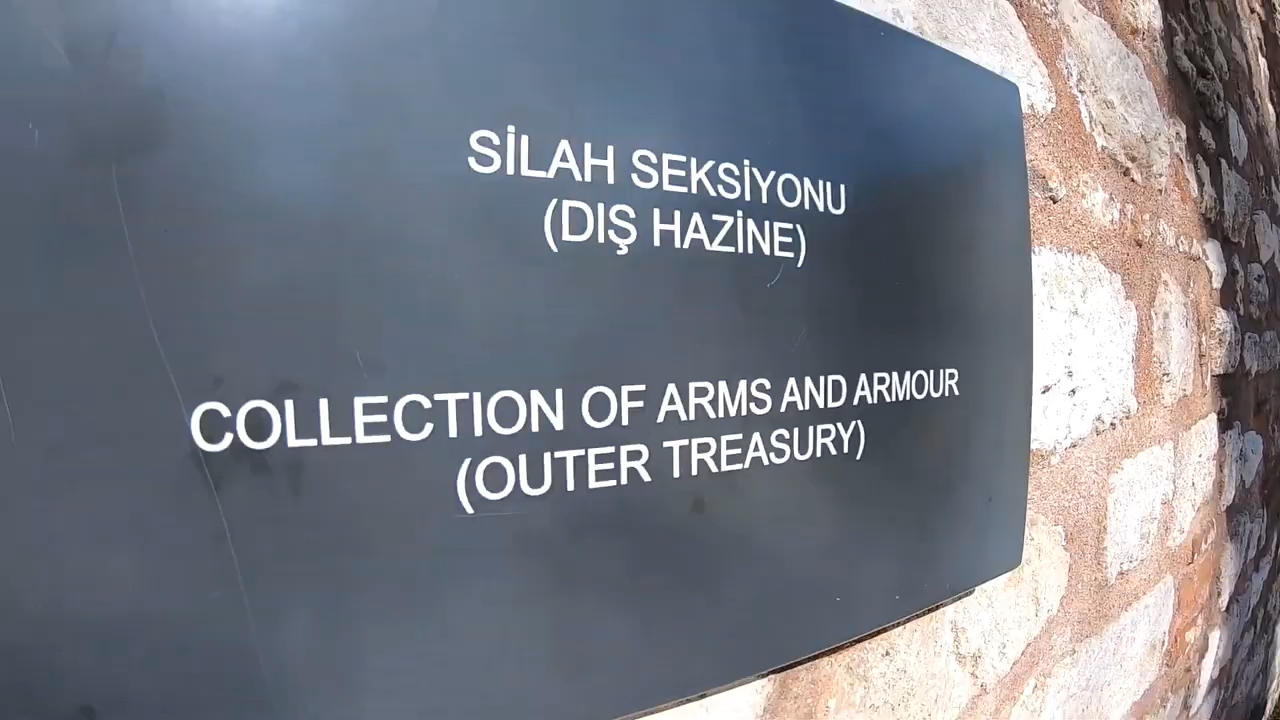 SİLAH SEKSİYONU
(DIŞ HAZİNE)
COLLECTION OF ARMS AND ARMOUR
(OUTER TREASURY)